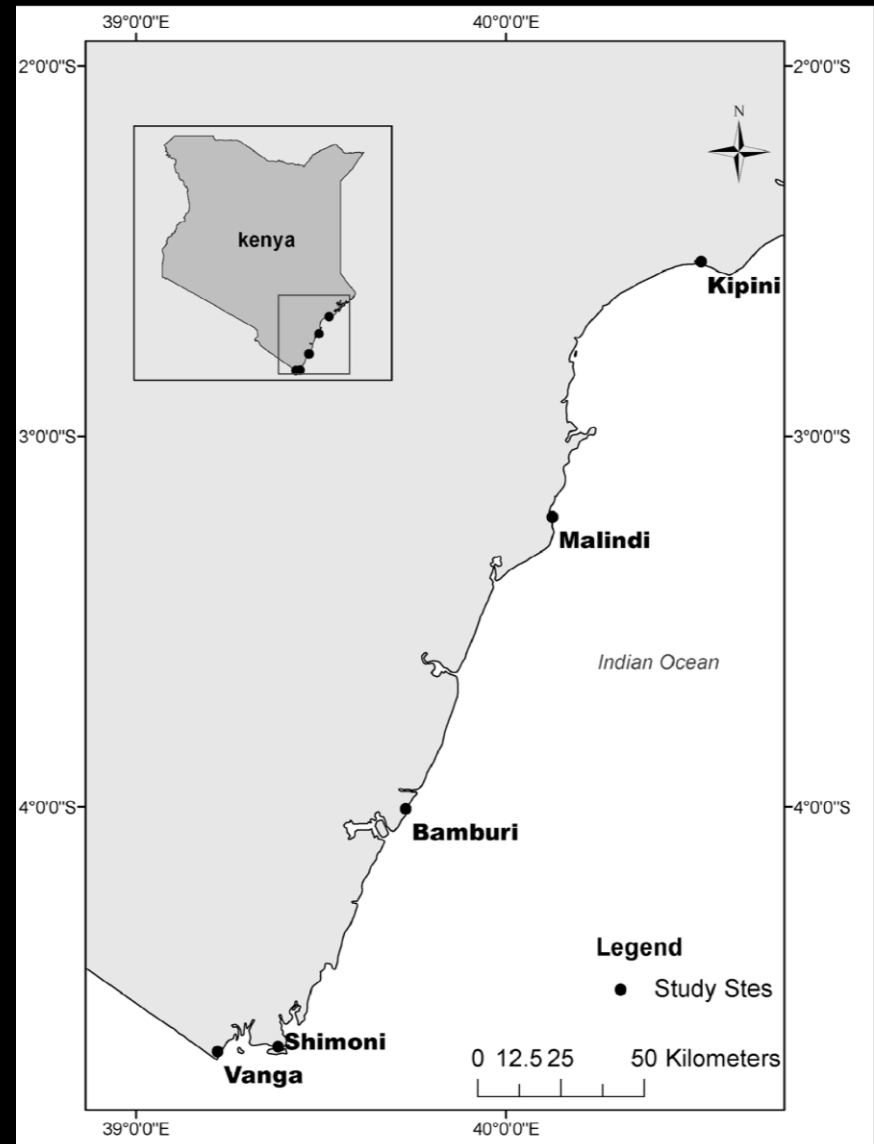 39°0'0"E 40°0'0"E
2°0'0"S 2°0'0"S
N
kenya
Kipini
3°0'0"S 3°0'0"S
Malindi
Indian Ocean
4°0'0"S 4°0'0"S
Bamburi
Legend
Study Stes
Shimoni
0 12.5 25 50 Kilometers
Vanga
39°0'0"E 40°0'0"E